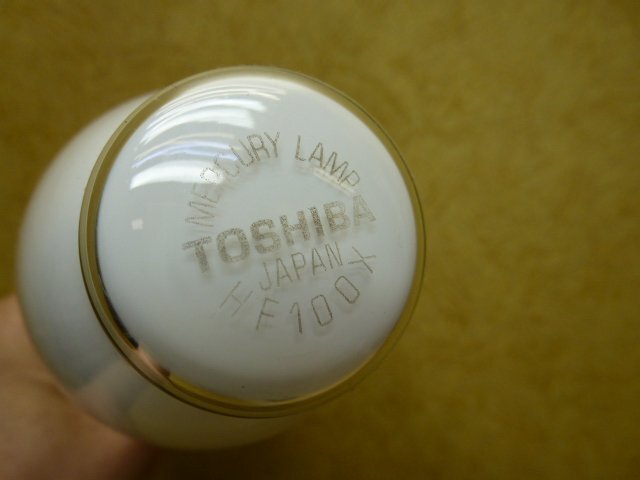 MERCURY LAMP
TOSHIBA
JAPAN
HF100X